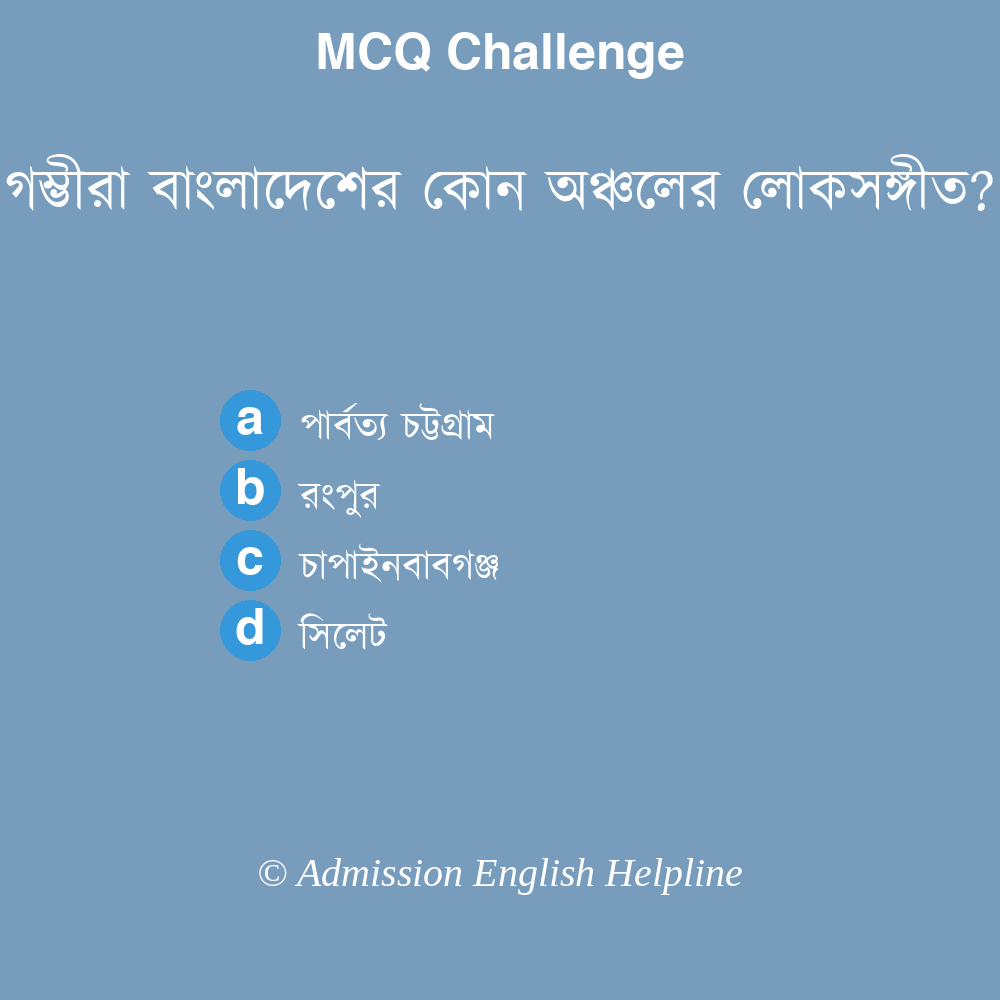 MCQ Challenge
গম্ভীরা বাংলাদেশের কোন অঞ্চলের লোকসঙ্গীত?
a পার্বত্য চট্টগ্রাম
b রংপুর
c চাপাইনবাবগঞ্জ
d সিলেট
© Admission English Helpline